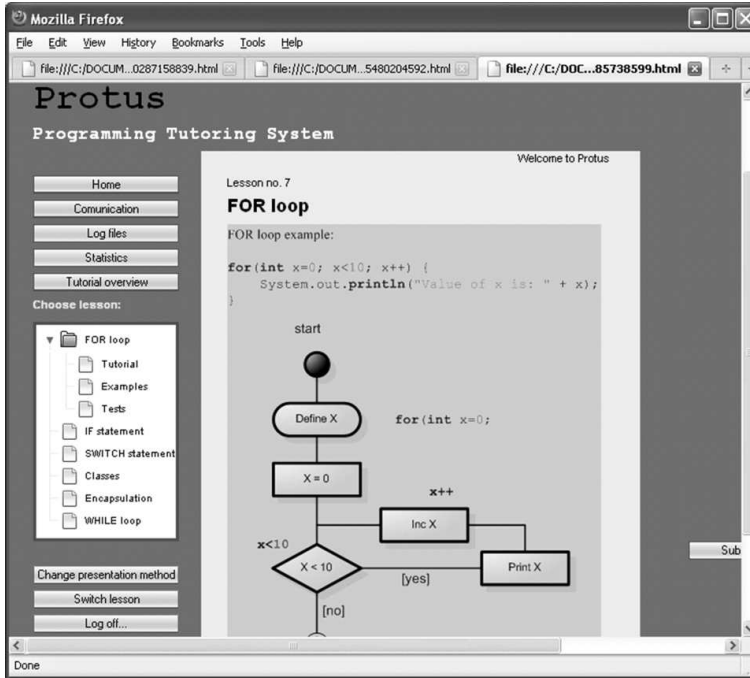 Mozilla Firefox
File Edit View History Bookmarks Tools Help
file:///C:/DOCUM...0287158839.html
file:///C:/DOCUM...5480204592.html
file:///C:/DOC...85738599.html
Protus
Programming Tutoring System
Welcome to Protus
Home
Comunication
Log files
Statistics
Tutorial overview
Choose lesson:
FOR loop
Tutorial
Examples
Tests
IF statement
SWITCH statement
Classes
Encapsulation
WHILE loop
Change presentation method
Switch lesson
Log off...
Lesson no. 7
FOR loop
FOR loop example:
for(int x=0; x<10; x++) {
System.out.println("Value of x is: " + x);
}
start
Define X
for(int x=0;
X = 0
x++
Inc X
x<10
X < 10
[yes]
Print X
[no]
Sub
Done